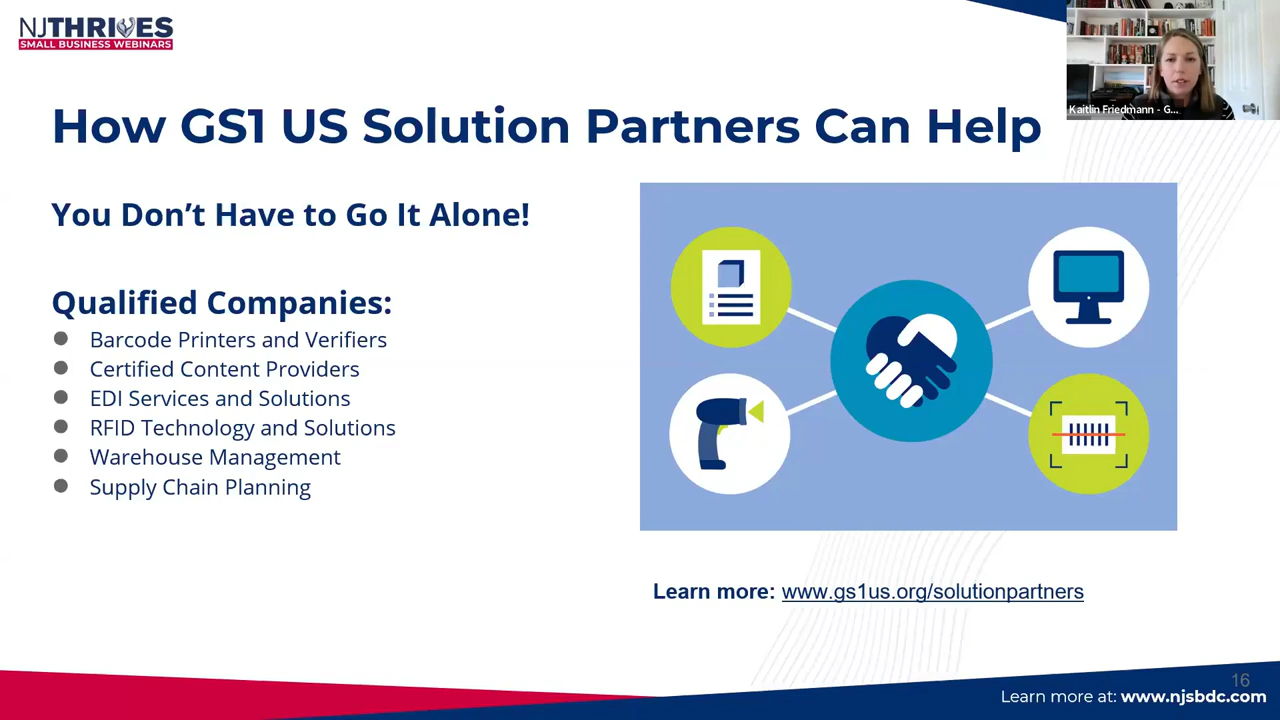 NJTHRIVES
SMALL BUSINESS WEBINARS
Kaitlin Friedmann - G...
How GS1 US Solution Partners Can Help
You Don’t Have to Go It Alone!
Qualified Companies:
Barcode Printers and Verifiers
Certified Content Providers
EDI Services and Solutions
RFID Technology and Solutions
Warehouse Management
Supply Chain Planning
Learn more: www.gs1us.org/solutionpartners
16
Learn more at: www.njsbdc.com